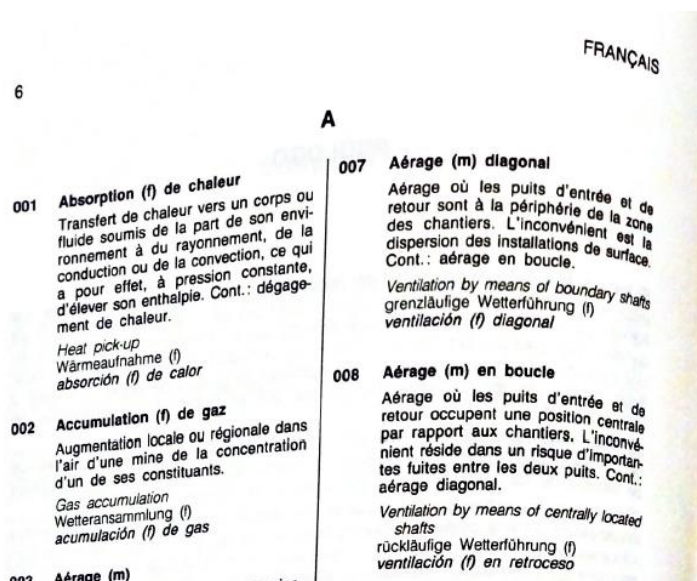 FRANÇAIS
6
A
001 Absorption (f) de chaleur
Transfert de chaleur vers un corps ou
fluide soumis de la part de son envi-
ronnement à du rayonnement, de la
conduction ou de la convection, ce qui
a pour effet, à pression constante,
d'élever son enthalpie. Cont.: dégage-
ment de chaleur.
Heat pick-up
Wärmeaufnahme (f)
absorción (f) de calor
002 Accumulation (f) de gaz
Augmentation locale ou régionale dans
l'air d'une mine de la concentration
d'un de ses constituants.
Gas accumulation
Wetteransammlung (f)
acumulación (f) de gas
003 Aérage (m)
007 Aérage (m) diagonal
Aérage où les puits d'entrée et de
retour sont à la périphérie de la zone
des chantiers. L'inconvénient est la
dispersion des installations de surface.
Cont.: aérage en boucle.
Ventilation by means of boundary shafts
grenzläufige Wetterführung (f)
ventilación (f) diagonal
008 Aérage (m) en boucle
Aérage où les puits d'entrée et de
retour occupent une position centrale
par rapport aux chantiers. L'inconvé-
nient réside dans un risque d'importan-
tes fuites entre les deux puits. Cont.:
aérage diagonal.
Ventilation by means of centrally located
shafts
rückläufige Wetterführung (f)
ventilación (f) en retroceso